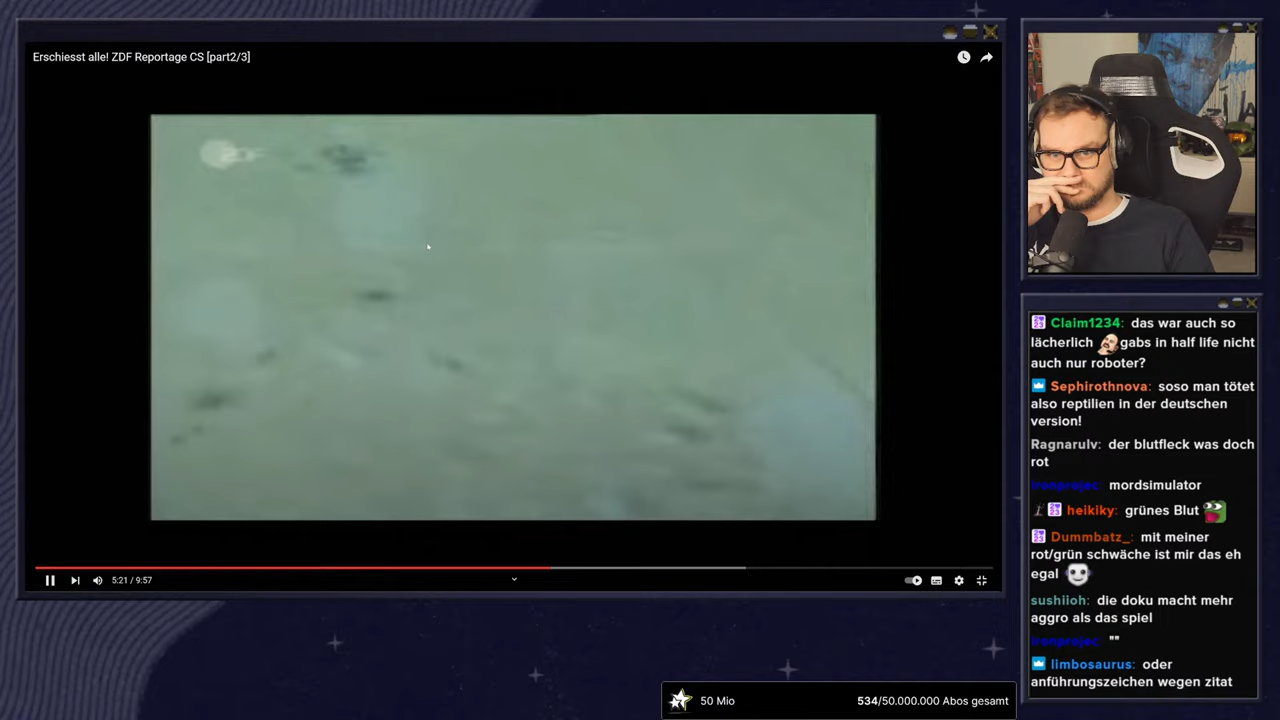 Erschiesst alle! ZDF Reportage CS [part2/3]
5:21 / 9:57
Claim1234: das war auch so
lächerlich gabs in half life nicht
auch nur roboter?
Sephirothnova: soso man tötet
also reptilien in der deutschen
version!
Ragnarulv: der blutfleck was doch
rot
ironprojec: mordsimulator
heikiky: grünes Blut
Dummbatz_: mit meiner
rot/grün schwäche ist mir das eh
egal
sushiioh: die doku macht mehr
aggro als das spiel
ironprojec: ""
limbosaurus: oder
anführungszeichen wegen zitat
50 Mio
534/50.000.000 Abos gesamt